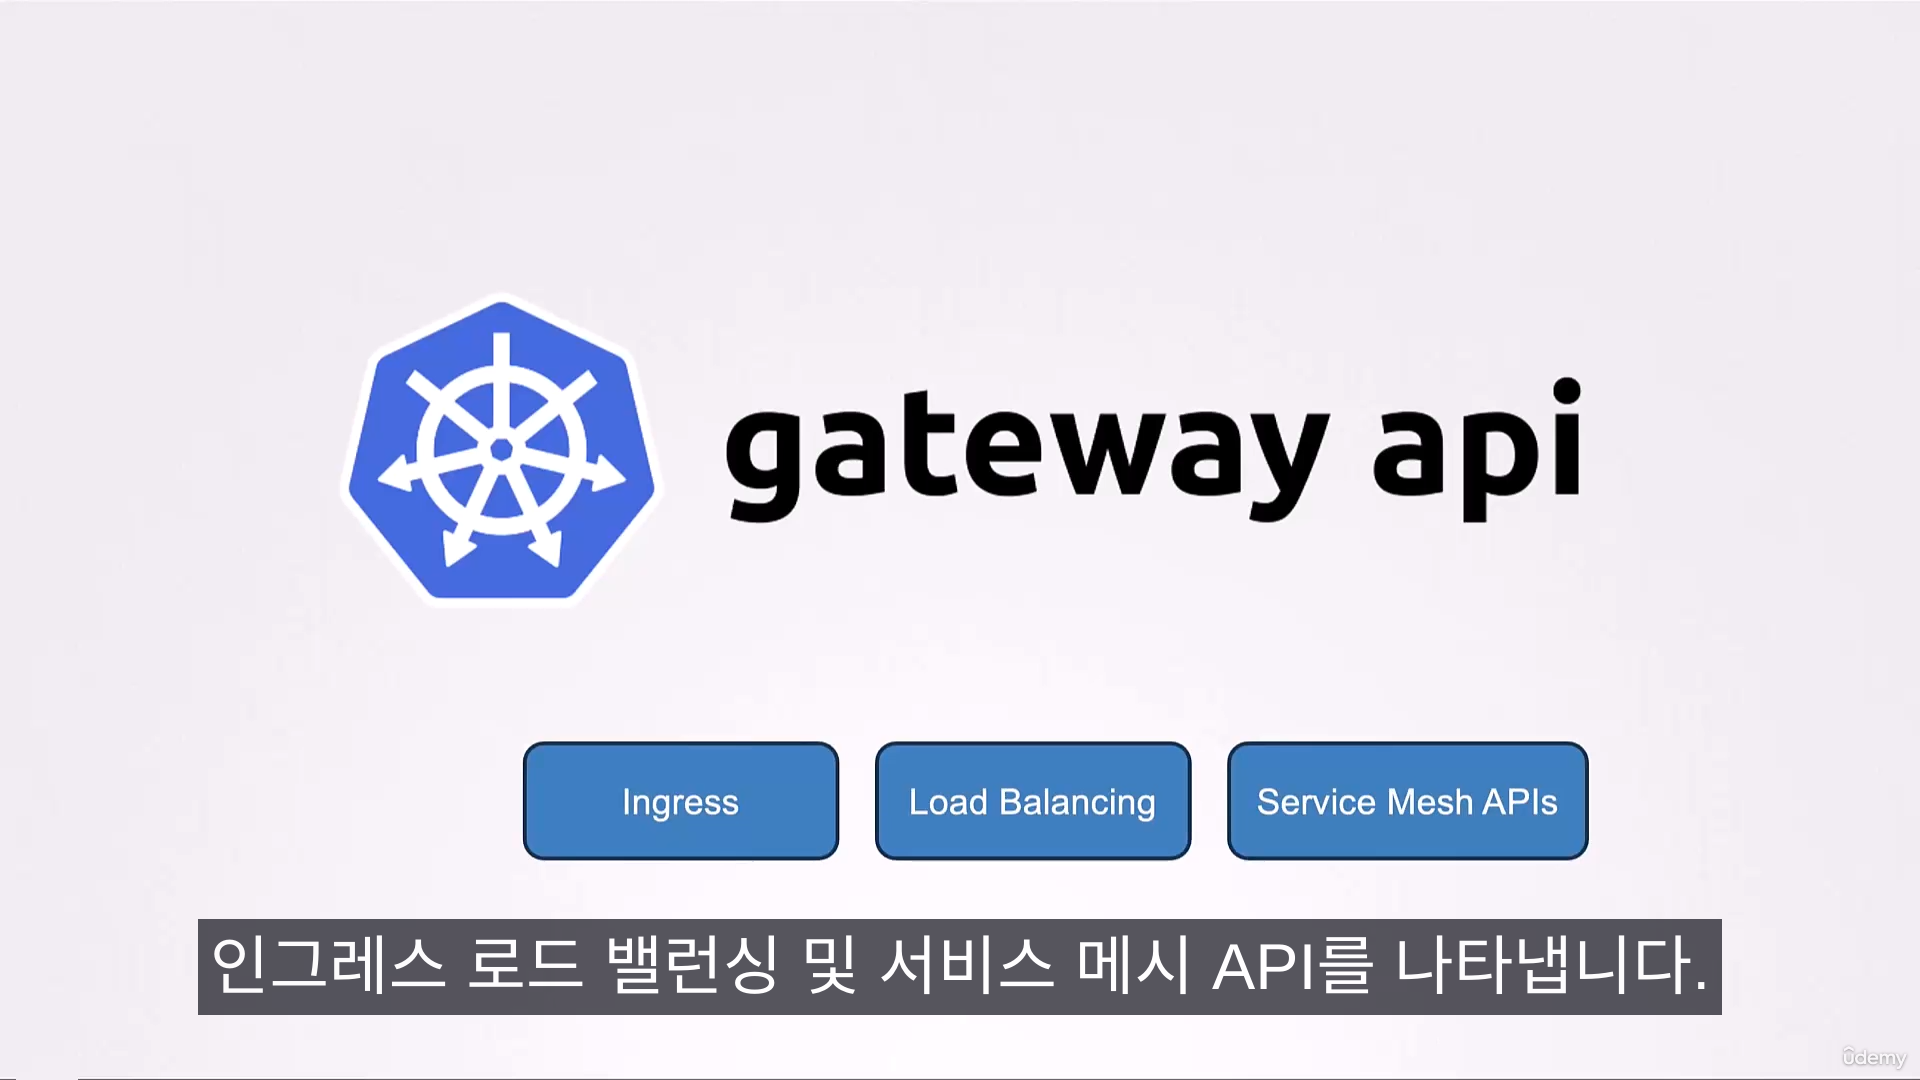 gateway api
Ingress
Load Balancing
Service Mesh APIs
인그레스 로드 밸런싱 및 서비스 메시 API를 나타냅니다.
ûdemy